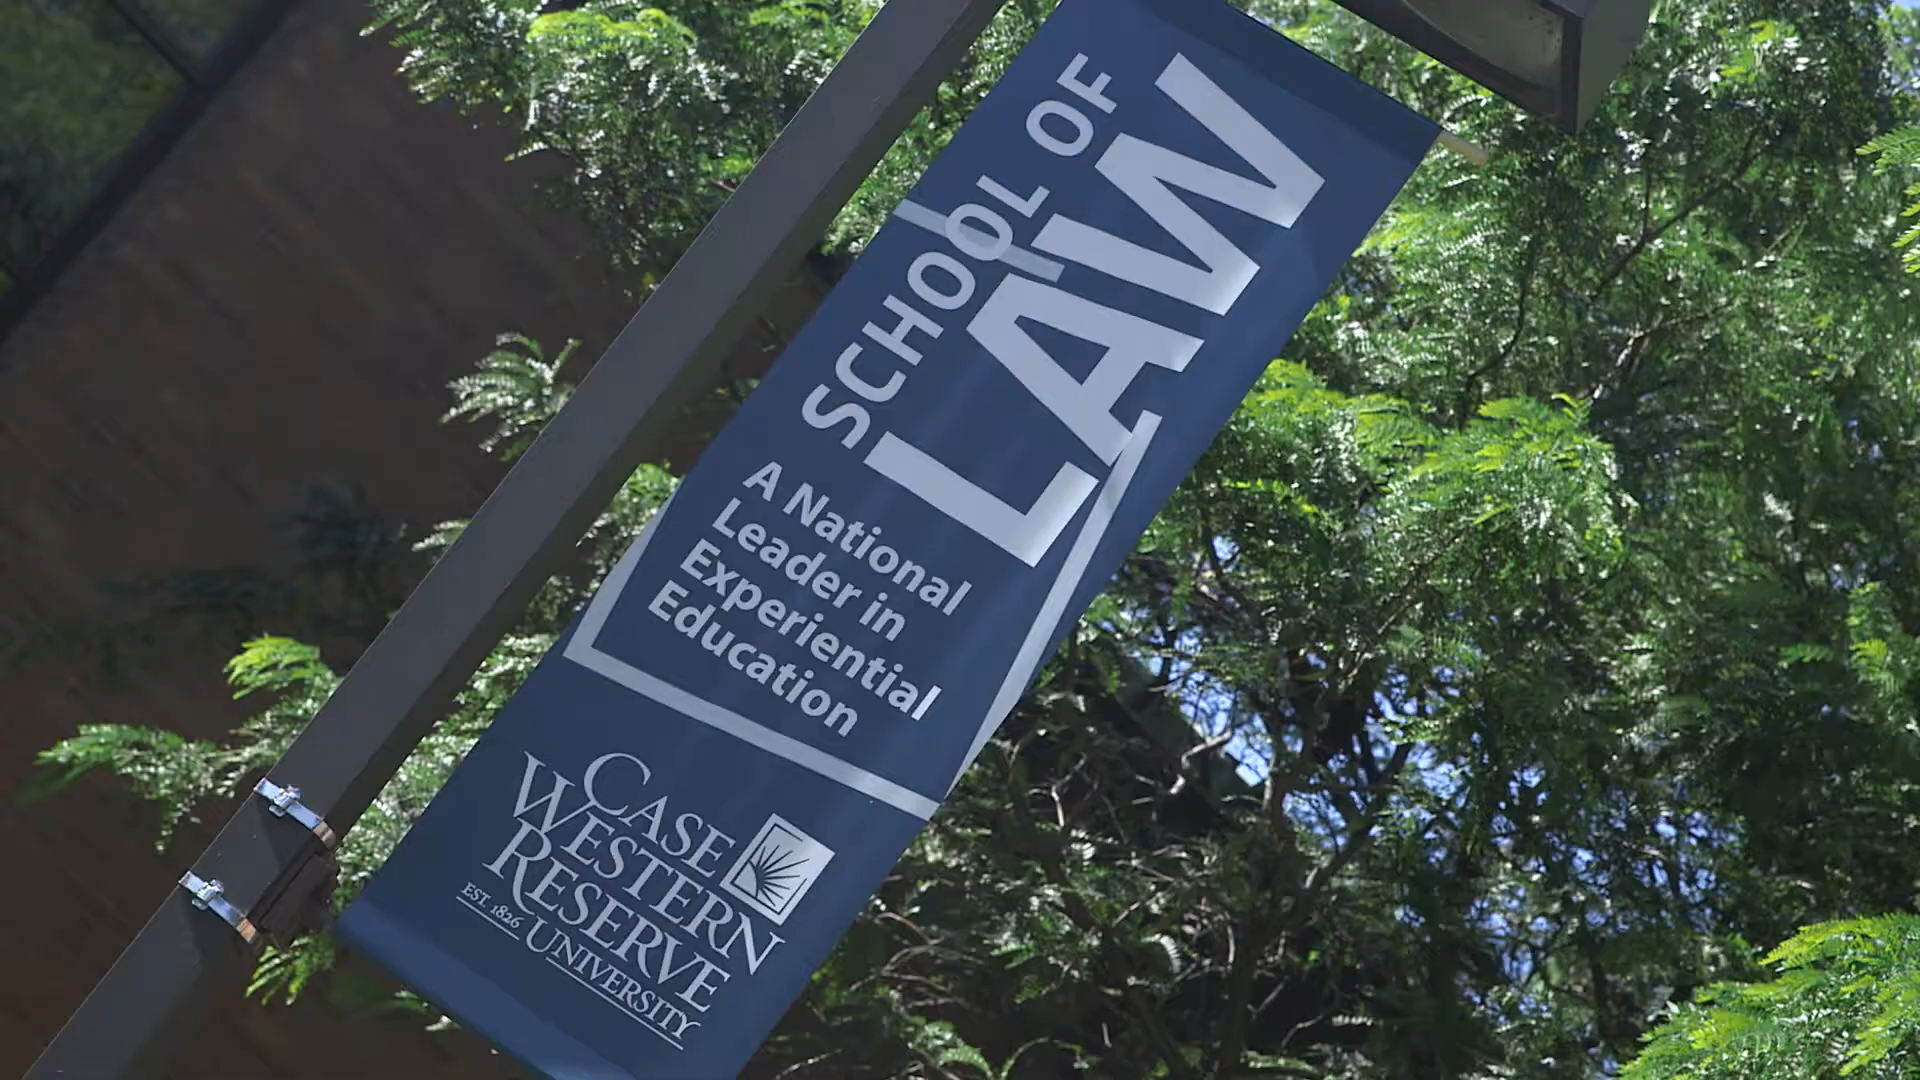 SCHOOL OF
LAW
A National
Leader in
Experiential
Education
CASE
WESTERN
RESERVE
EST. 1826
UNIVERSITY